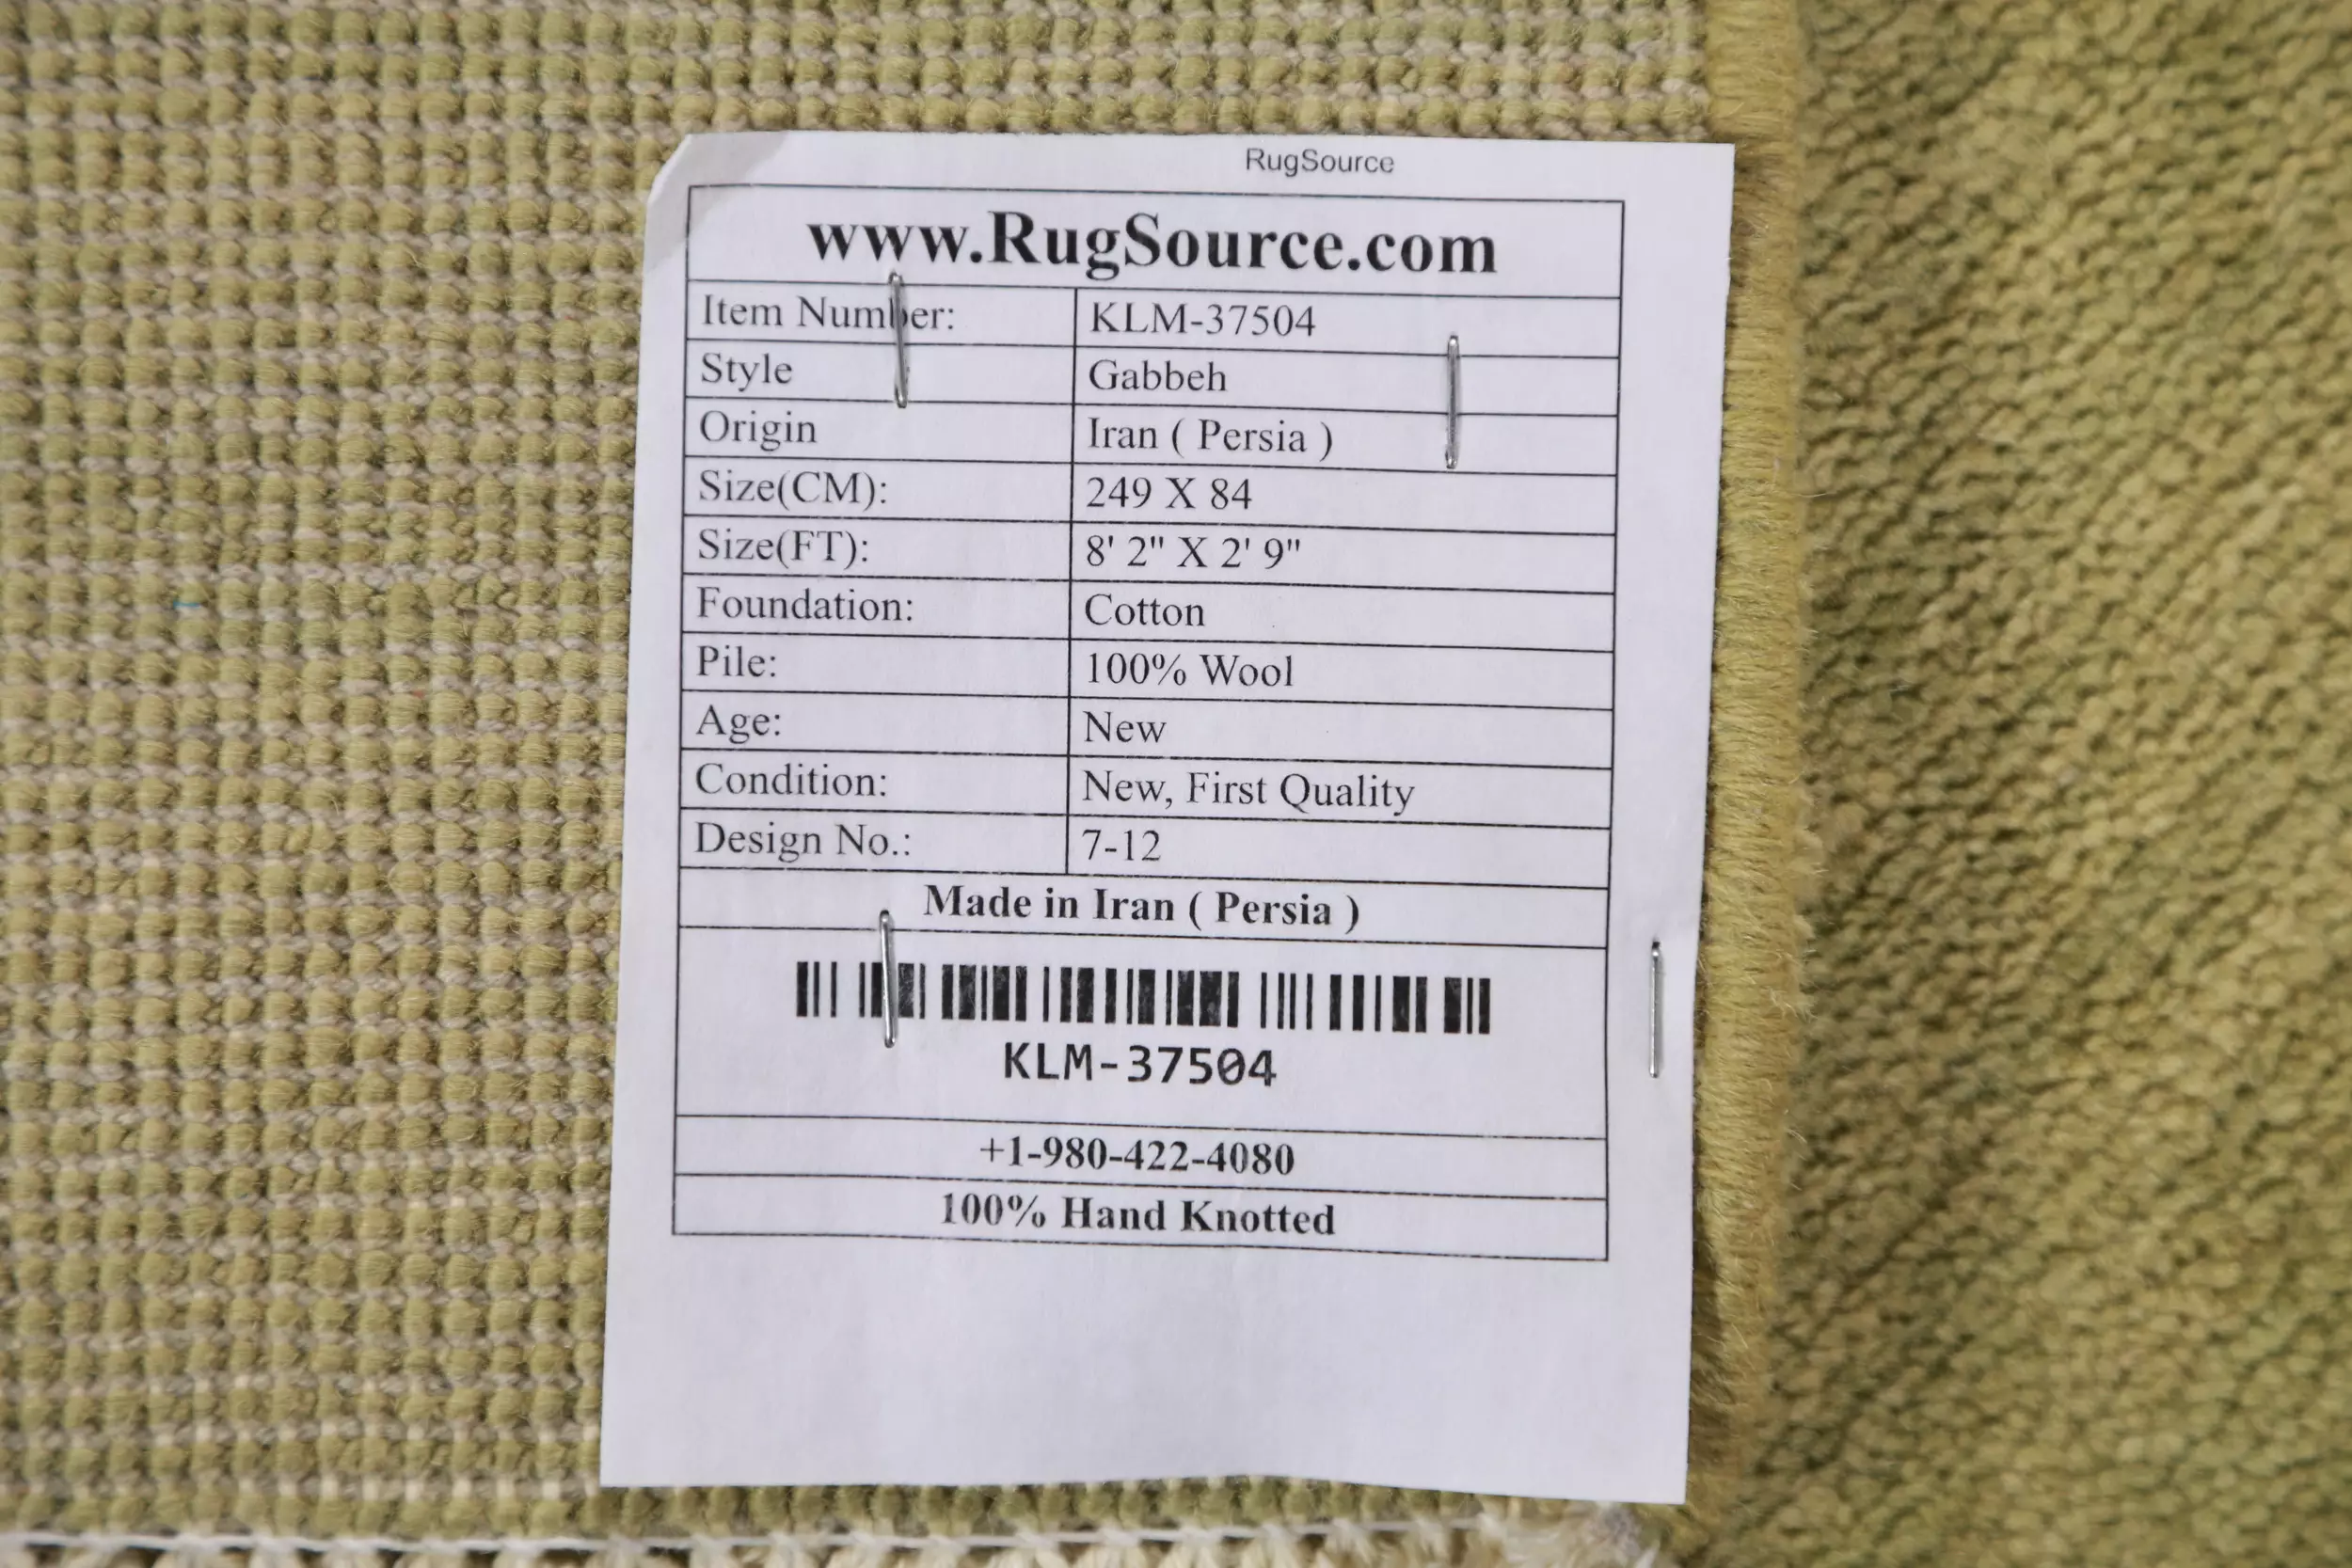 RugSource
www.RugSource.com
Item Number: KLM-37504
Style Gabbeh
Origin Iran ( Persia )
Size(CM): 249 X 84
Size(FT): 8' 2" X 2' 9"
Foundation: Cotton
Pile: 100% Wool
Age: New
Condition: New, First Quality
Design No.: 7-12
Made in Iran ( Persia )
KLM-37504
+1-980-422-4080
100% Hand Knotted